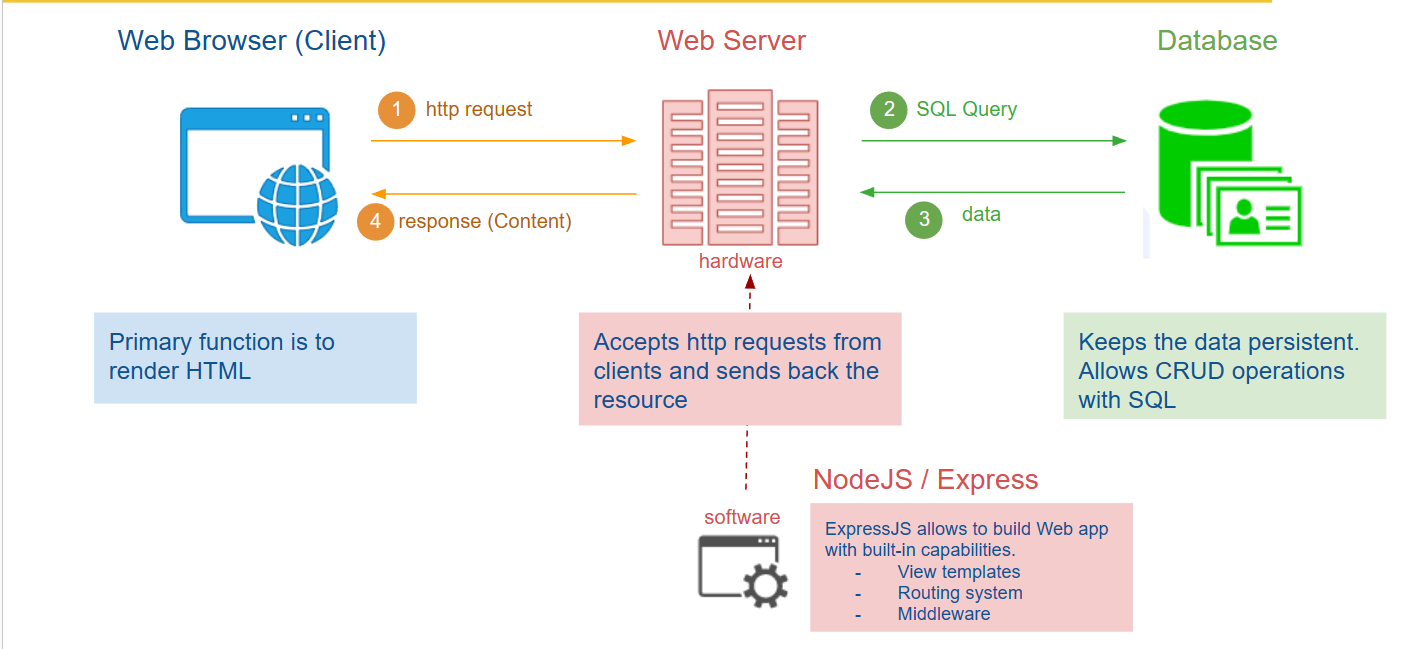 Web Browser (Client)
Web Server
Database
1 http request
2 SQL Query
4 response (Content)
3 data
hardware
Primary function is to
render HTML
Accepts http requests from
clients and sends back the
resource
Keeps the data persistent.
Allows CRUD operations
with SQL
NodeJS / Express
software
ExpressJS allows to build Web app
with built-in capabilities.
- View templates
- Routing system
- Middleware